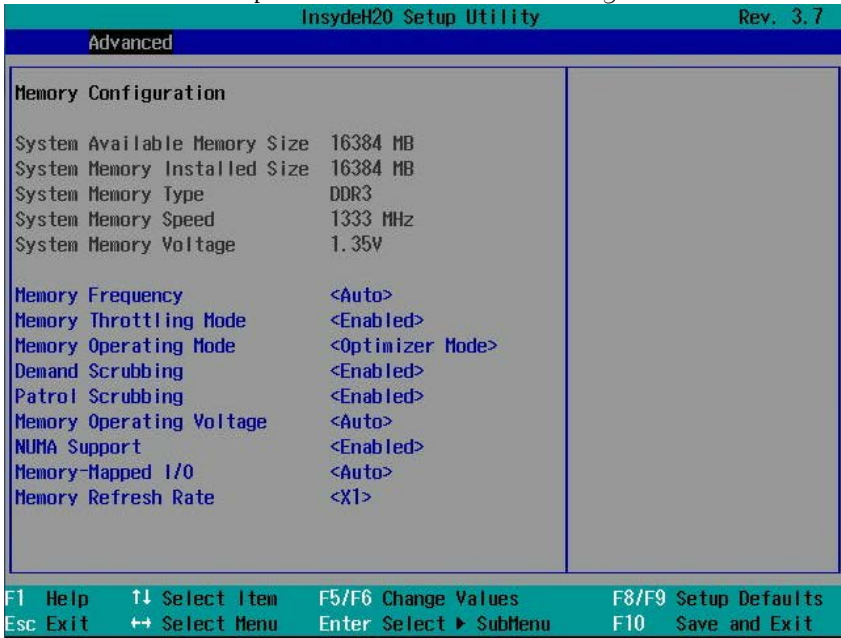 InsydeH20 Setup Utility Rev. 3.7
Advanced
Memory Configuration
System Available Memory Size 16384 MB
System Memory Installed Size 16384 MB
System Memory Type DDR3
System Memory Speed 1333 MHz
System Memory Voltage 1.35V
Memory Frequency <Auto>
Memory Throttling Mode <Enabled>
Memory Operating Mode <Optimizer Mode>
Demand Scrubbing <Enabled>
Patrol Scrubbing <Enabled>
Memory Operating Voltage <Auto>
NUMA Support <Enabled>
Memory-Mapped I/O <Auto>
Memory Refresh Rate <X1>
F1 Help ↑↓ Select Item F5/F6 Change Values F8/F9 Setup Defaults
Esc Exit ↔ Select Menu Enter Select ▶ SubMenu F10 Save and Exit